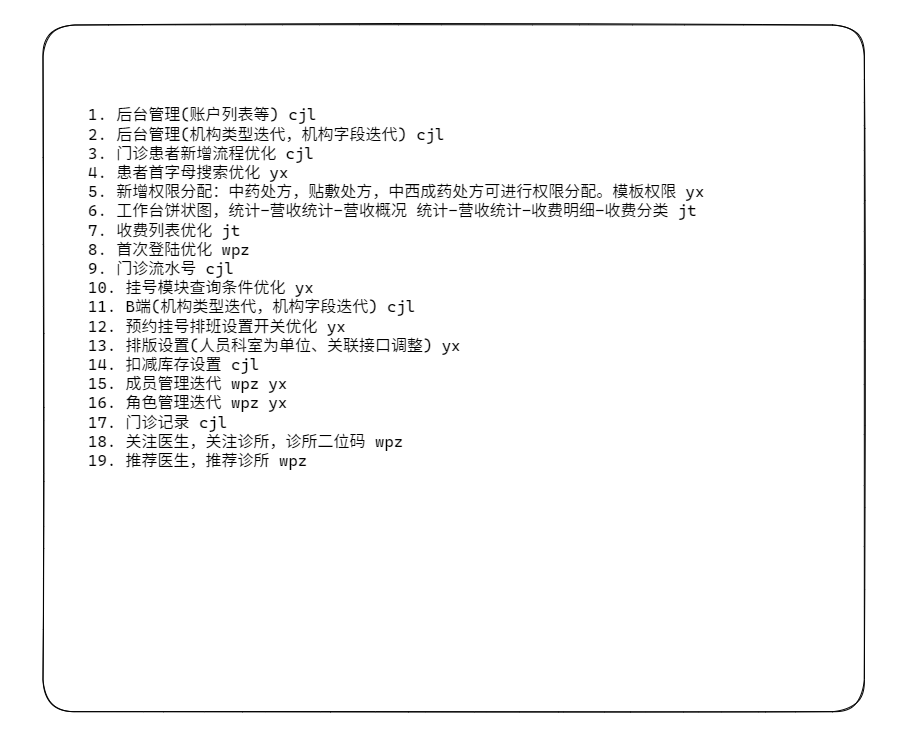 1. 后台管理(账户列表等) cjl
2. 后台管理(机构类型迭代，机构字段迭代) cjl
3. 门诊患者新增流程优化 cjl
4. 患者首字母搜索优化 yx
5. 新增权限分配：中药处方，贴敷处方，中西成药处方可进行权限分配。模板权限 yx
6. 工作台饼状图，统计-营收统计-营收概况 统计-营收统计-收费明细-收费分类 jt
7. 收费列表优化 jt
8. 首次登陆优化 wpz
9. 门诊流水号 cjl
10. 挂号模块查询条件优化 yx
11. B端(机构类型迭代，机构字段迭代) cjl
12. 预约挂号排班设置开关优化 yx
13. 排版设置(人员科室为单位、关联接口调整) yx
14. 扣减库存设置 cjl
15. 成员管理迭代 wpz yx
16. 角色管理迭代 wpz yx
17. 门诊记录 cjl
18. 关注医生，关注诊所，诊所二位码 wpz
19. 推荐医生，推荐诊所 wpz